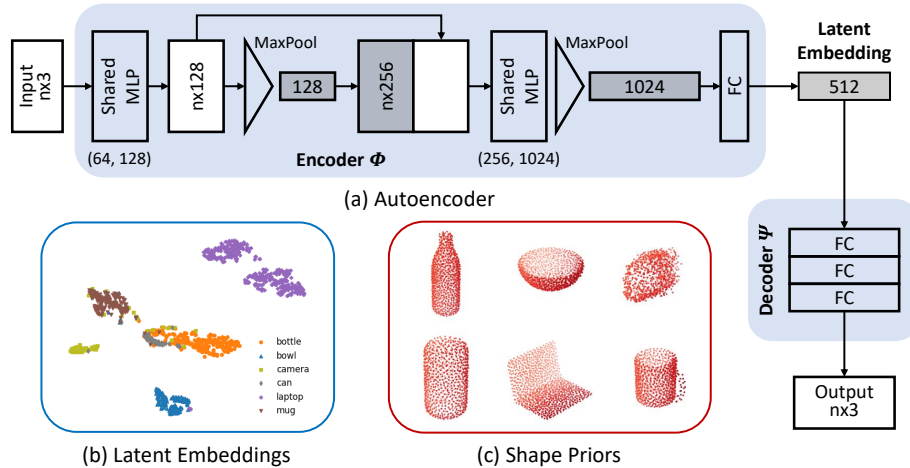 Input
nx3
Shared
MLP
(64, 128)
nx128
MaxPool
128
nx256
Shared
MLP
(256, 1024)
MaxPool
1024
FC
Latent
Embedding
512
Encoder Φ
(a) Autoencoder
Decoder Ψ
FC
FC
FC
Output
nx3
bottle
bowl
camera
can
laptop
mug
(b) Latent Embeddings
(c) Shape Priors